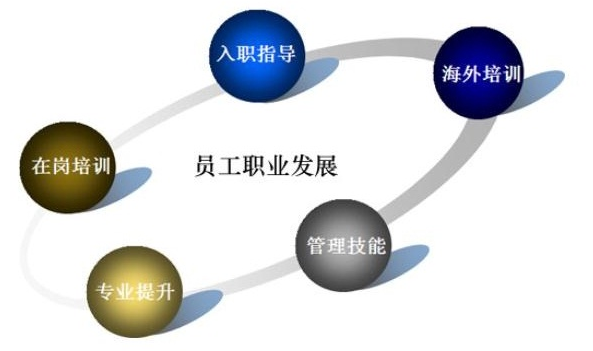 入职指导
海外培训
在岗培训
员工职业发展
管理技能
专业提升